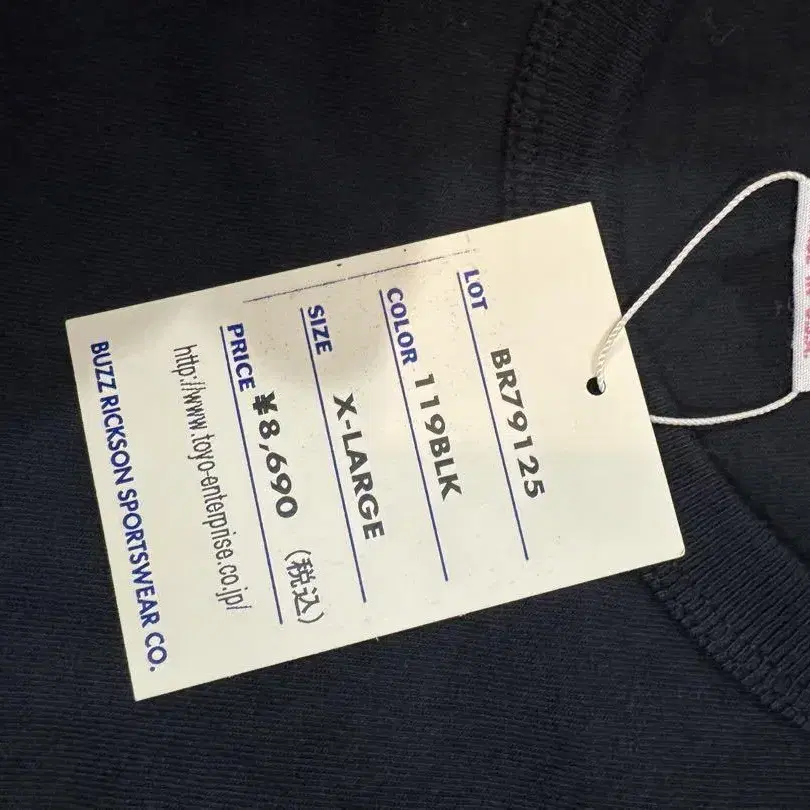 LOT BR79125
COLOR 119BLK
SIZE X-LARGE
PRICE ¥8,690 (税込)
http://www.toyo-enterprise.co.jp/
BUZZ RICKSON SPORTSWEAR CO.